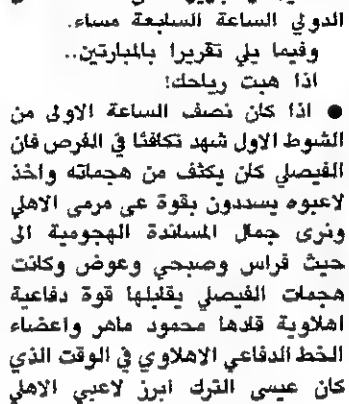 الدولي الساعة السابعة مساء.
وفيما يلي تقريرا بالمبارتين..
اذا هبت رياحك!
● اذا كان نصف الساعة الاولى من
الشوط الاول شهد تكافئا في الفرص فان
الفيصلي كان يكثف من هجماته واخذ
لاعبوه يسددون بقوة عى مرمى الاهلي
ونرى جمال المساندة الهجومية الى
حيث قراس وصبحي وعوض وكانت
هجمات الفيصلي يقابلها قوة دفاعية
اهلاوية قادها محمود ماهر واعضاء
الخط الدفاعي الاهلاوي في الوقت الذي
كان عيسى الترك ابرز لاعبي الاهلي